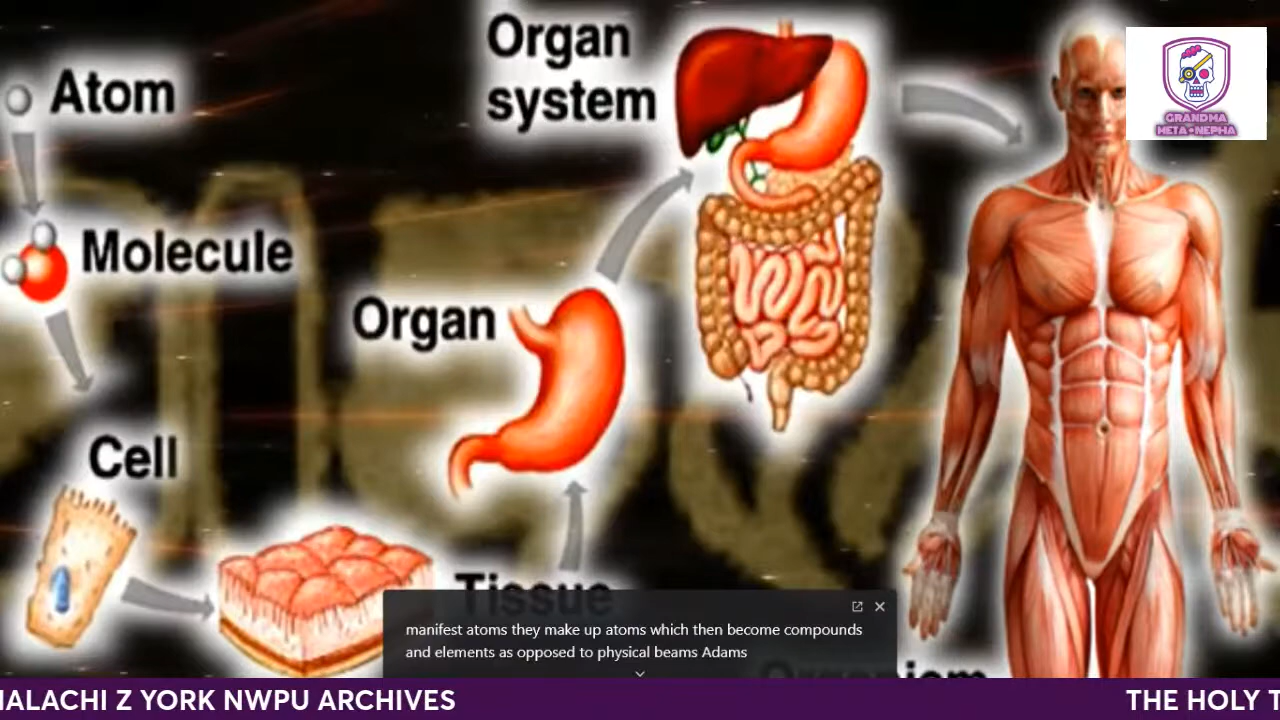 Organ
system
Atom
GRANDMA
META•NEPHA
Molecule
Organ
Cell
Tissue
manifest atoms they make up atoms which then become compounds
and elements as opposed to physical beams Adams
MALACHI Z YORK NWPU ARCHIVES
THE HOLY